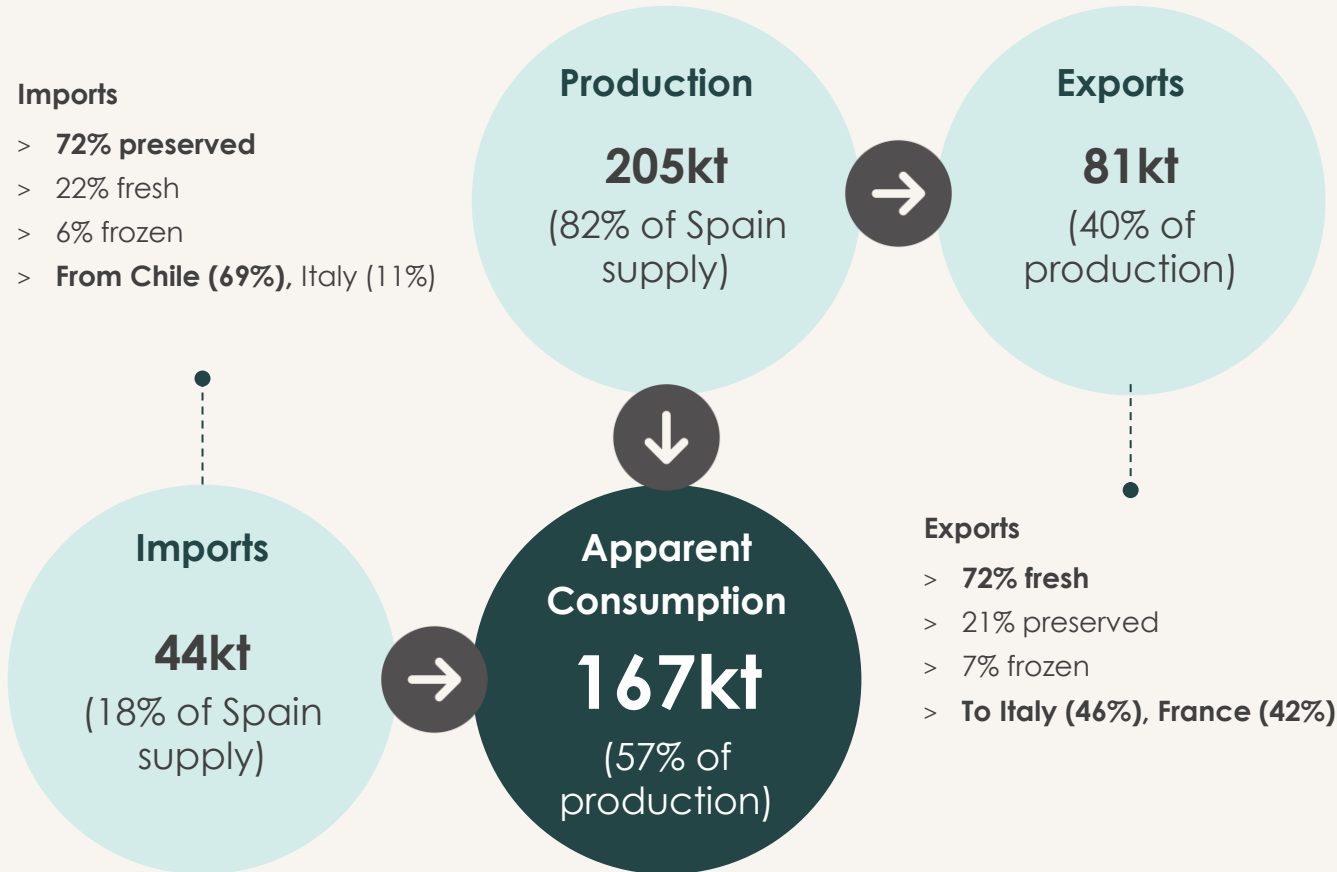 Imports
> 72% preserved
> 22% fresh
> 6% frozen
> From Chile (69%), Italy (11%)
Production
205kt
(82% of Spain
supply)
Exports
81kt
(40% of
production)
Imports
44kt
(18% of Spain
supply)
Apparent
Consumption
167kt
(57% of
production)
Exports
> 72% fresh
> 21% preserved
> 7% frozen
> To Italy (46%), France (42%)